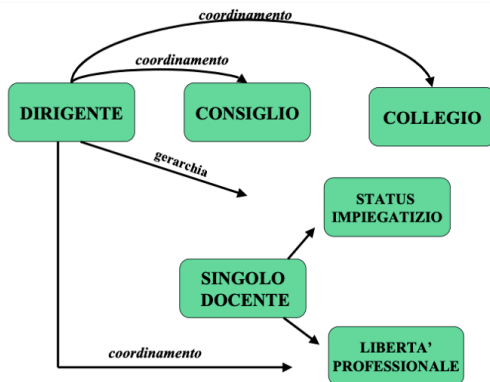 coordinamento
coordinamento
DIRIGENTE
CONSIGLIO
COLLEGIO
gerarchia
STATUS
IMPIEGATIZIO
SINGOLO
DOCENTE
LIBERTA'
PROFESSIONALE
coordinamento